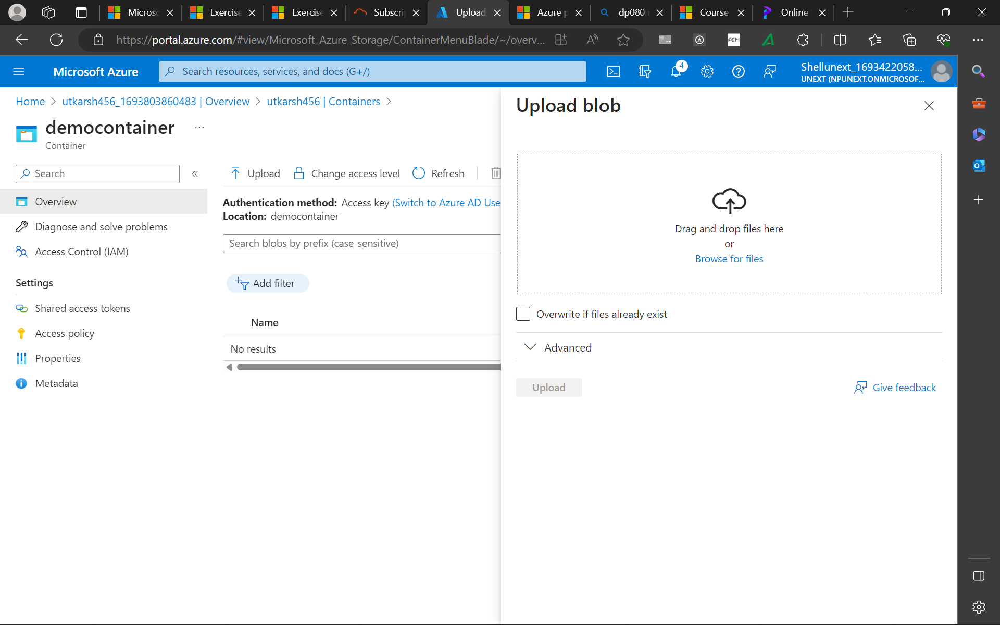 Microsc
Exercise
Exercise
Subscrip
Upload
Azure p
dp080
Course
Online
https://portal.azure.com/#view/Microsoft_Azure_Storage/ContainerMenuBlade/~/overv...
FCM
Microsoft Azure
Search resources, services, and docs (G+/)
4
Shellunext_1693422058...
UNEXT (NPUNEXT.ONMICROSOF...
Home > utkarsh456_1693803860483 | Overview > utkarsh456 | Containers >
democontainer ...
Container
Search
Overview
Diagnose and solve problems
Access Control (IAM)
Settings
Shared access tokens
Access policy
Properties
Metadata
Upload
Change access level
Refresh
Authentication method: Access key (Switch to Azure AD Use
Location: democontainer
Search blobs by prefix (case-sensitive)
Add filter
Name
No results
Upload blob
Drag and drop files here
or
Browse for files
Overwrite if files already exist
Advanced
Upload
Give feedback